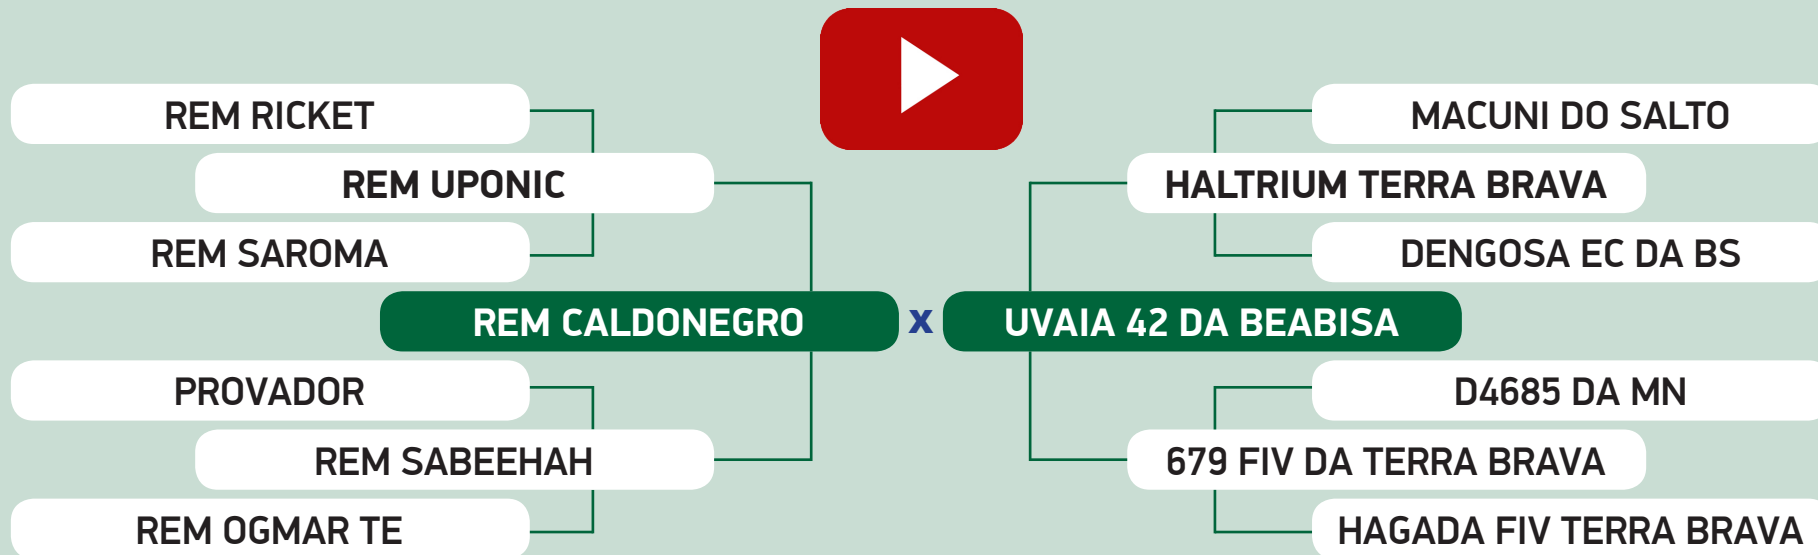 REM RICKET
MACUNI DO SALTO
REM UPONIC
HALTRIUM TERRA BRAVA
REM SAROMA
DENGOSA EC DA BS
REM CALDONEGRO x UVAIA 42 DA BEABISA
PROVADOR
D4685 DA MN
REM SABEEHAH
679 FIV DA TERRA BRAVA
REM OGMAR TE
HAGADA FIV TERRA BRAVA